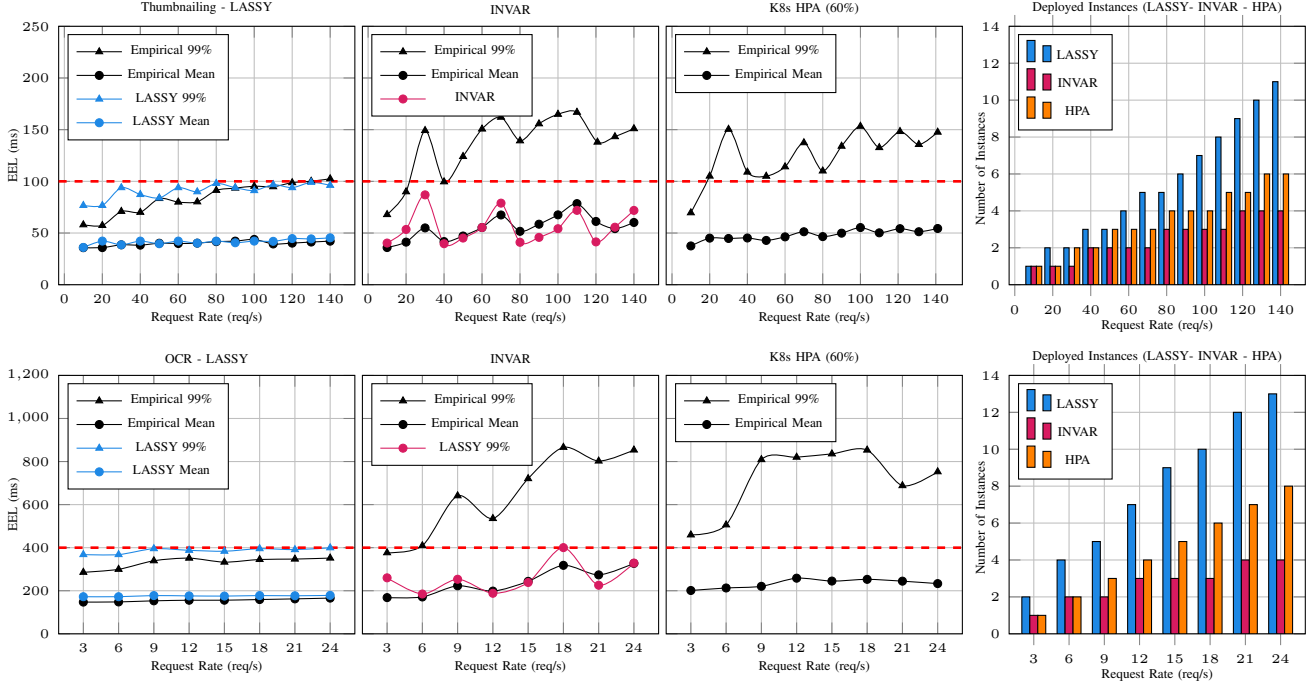 Thumbnailing - LASSY
250
200
150
100
50
0
EEL (ms)
Empirical 99%
Empirical Mean
LASSY 99%
LASSY Mean
0 20 40 60 80 100 120 140
Request Rate (req/s)
INVAR
Empirical 99%
Empirical Mean
INVAR
0 20 40 60 80 100 120 140
Request Rate (req/s)
K8s HPA (60%)
Empirical 99%
Empirical Mean
0 20 40 60 80 100 120 140
Request Rate (req/s)
Deployed Instances (LASSY- INVAR - HPA)
14
12
10
8
6
4
2
0
Number of Instances
LASSY
INVAR
HPA
0 20 40 60 80 100 120 140
Request Rate (req/s)
OCR - LASSY
1,200
1,000
800
600
400
200
0
EEL (ms)
Empirical 99%
Empirical Mean
LASSY 99%
LASSY Mean
3 6 9 12 15 18 21 24
Request Rate (req/s)
INVAR
Empirical 99%
Empirical Mean
LASSY 99%
3 6 9 12 15 18 21 24
Request Rate (req/s)
K8s HPA (60%)
Empirical 99%
Empirical Mean
3 6 9 12 15 18 21 24
Request Rate (req/s)
Deployed Instances (LASSY- INVAR - HPA)
14
12
10
8
6
4
2
0
Number of Instances
LASSY
INVAR
HPA
3 6 9 12 15 18 21 24
Request Rate (req/s)